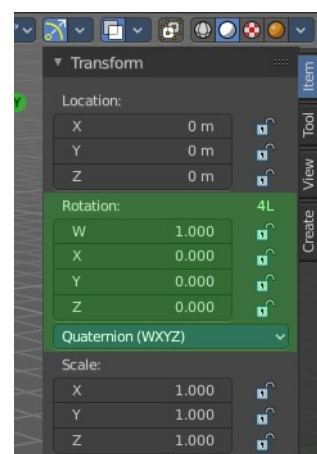 Transform
Item
Tool
View
Create
Y
Location:
X 0 m
Y 0 m
Z 0 m
Rotation: 4L
W 1.000
X 0.000
Y 0.000
Z 0.000
Quaternion (WXYZ)
Scale:
X 1.000
Y 1.000
Z 1.000